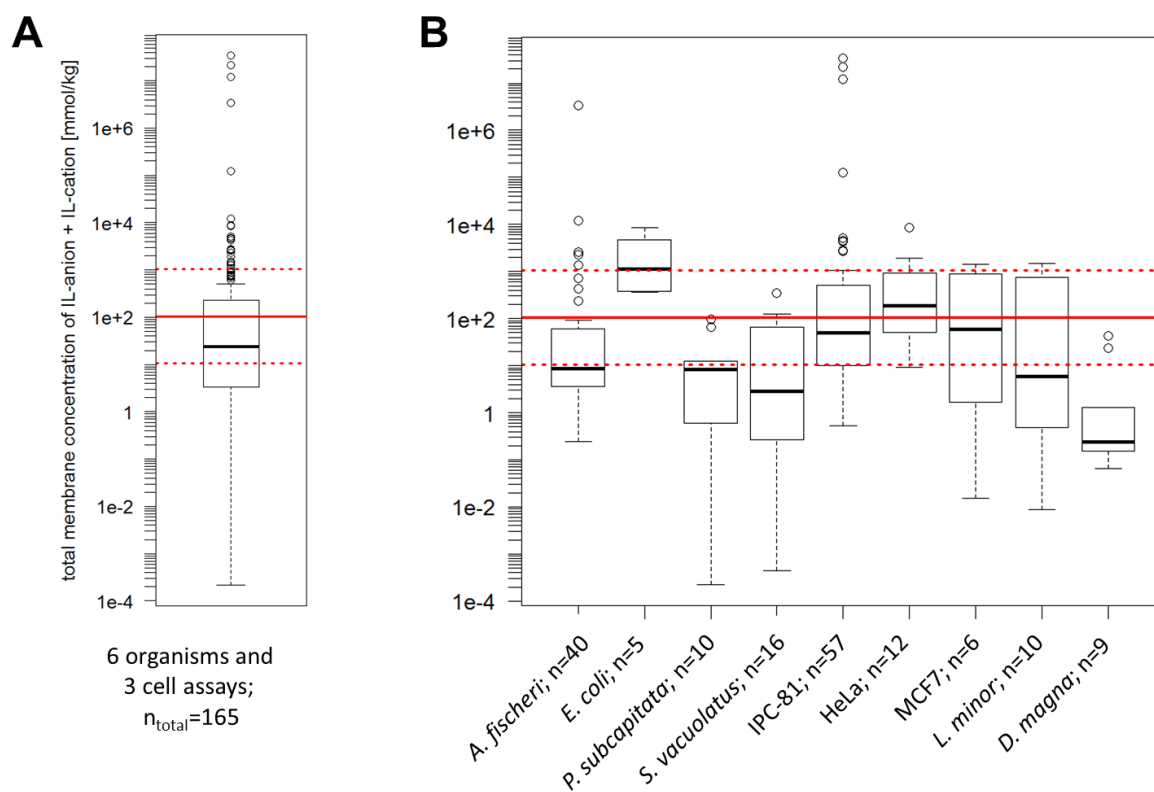 A
total membrane concentration of IL-anion + IL-cation [mmol/kg]
1e+6
1e+4
1e+2
1
1e-2
1e-4
6 organisms and
3 cell assays;
ntotal=165
B
1e+6
1e+4
1e+2
1
1e-2
1e-4
A. fischeri; n=40
E. coli; n=5
P. subcapitata; n=10
S. vacuolatus; n=16
IPC-81; n=57
HeLa; n=12
MCF7; n=6
L. minor; n=10
D. magna; n=9